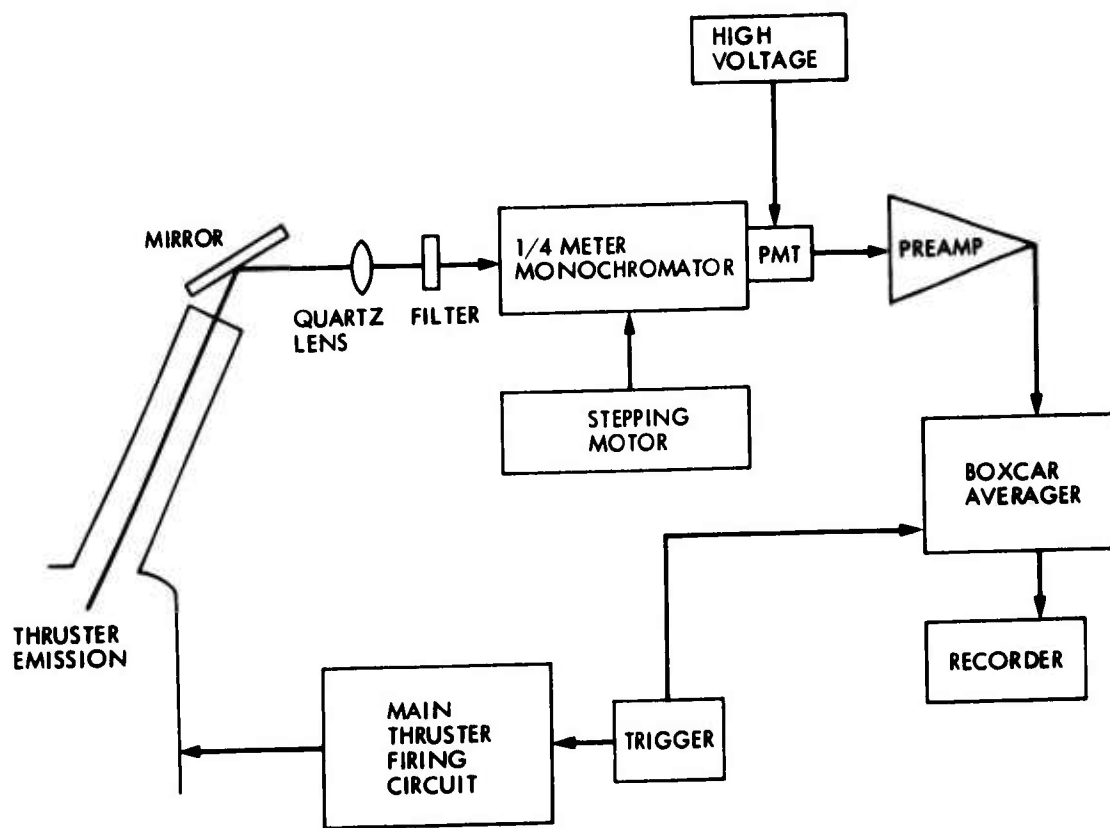 HIGH
VOLTAGE
MIRROR
1/4 METER
MONOCHROMATOR
PMT
PREAMP
QUARTZ
LENS
FILTER
STEPPING
MOTOR
BOXCAR
AVERAGER
THRUSTER
EMISSION
RECORDER
MAIN
THRUSTER
FIRING
CIRCUIT
TRIGGER